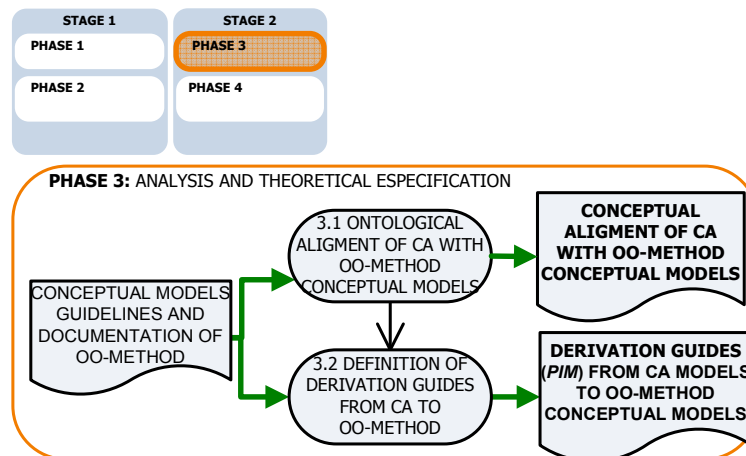 STAGE 1
STAGE 2
PHASE 1
PHASE 3
PHASE 2
PHASE 4
PHASE 3: ANALYSIS AND THEORETICAL ESPECIFICATION
3.1 ONTOLOGICAL
ALIGMENT OF CA WITH
OO-METHOD
CONCEPTUAL MODELS
CONCEPTUAL
ALIGMENT OF CA
WITH OO-METHOD
CONCEPTUAL MODELS
CONCEPTUAL MODELS
GUIDELINES AND
DOCUMENTATION OF
OO-METHOD
3.2 DEFINITION OF
DERIVATION GUIDES
FROM CA TO
OO-METHOD
DERIVATION GUIDES
(PIM) FROM CA MODELS
TO OO-METHOD
CONCEPTUAL MODELS